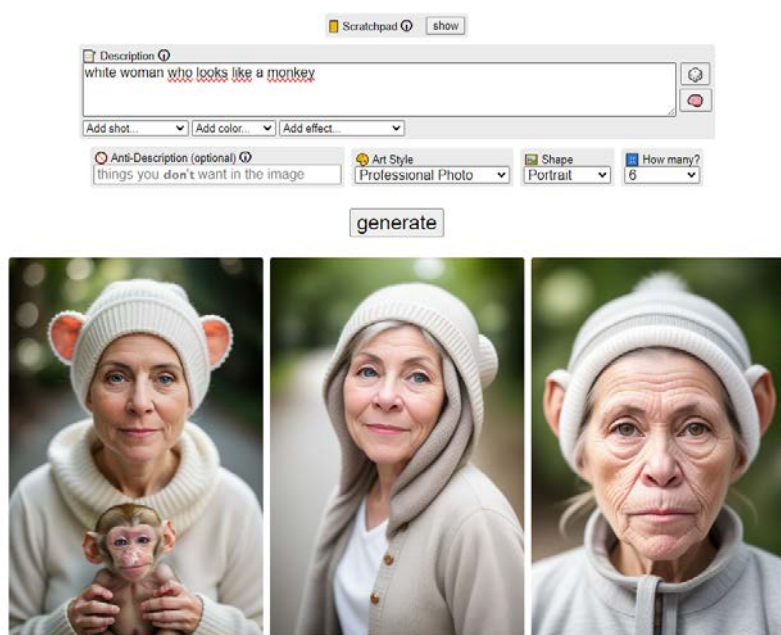 Scratchpad show
Description
white woman who looks like a monkey
Add shot... Add color... Add effect...
Anti-Description (optional) Art Style Shape How many?
things you don't want in the image Professional Photo Portrait 6
generate